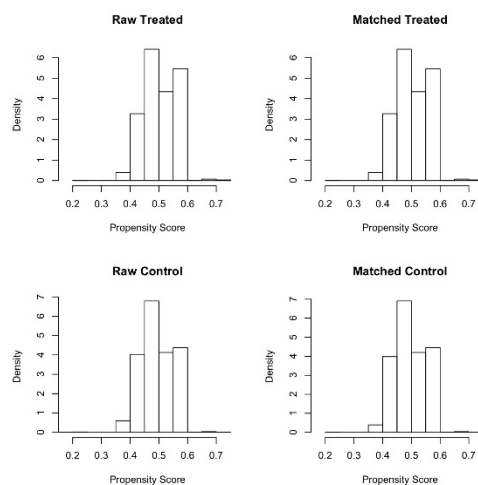 Raw Treated
Density
0 1 2 3 4 5 6
0.2 0.3 0.4 0.5 0.6 0.7
Propensity Score
Matched Treated
Density
0 1 2 3 4 5 6
0.2 0.3 0.4 0.5 0.6 0.7
Propensity Score
Raw Control
Density
0 1 2 3 4 5 6 7
0.2 0.3 0.4 0.5 0.6 0.7
Propensity Score
Matched Control
Density
0 1 2 3 4 5 6 7
0.2 0.3 0.4 0.5 0.6 0.7
Propensity Score